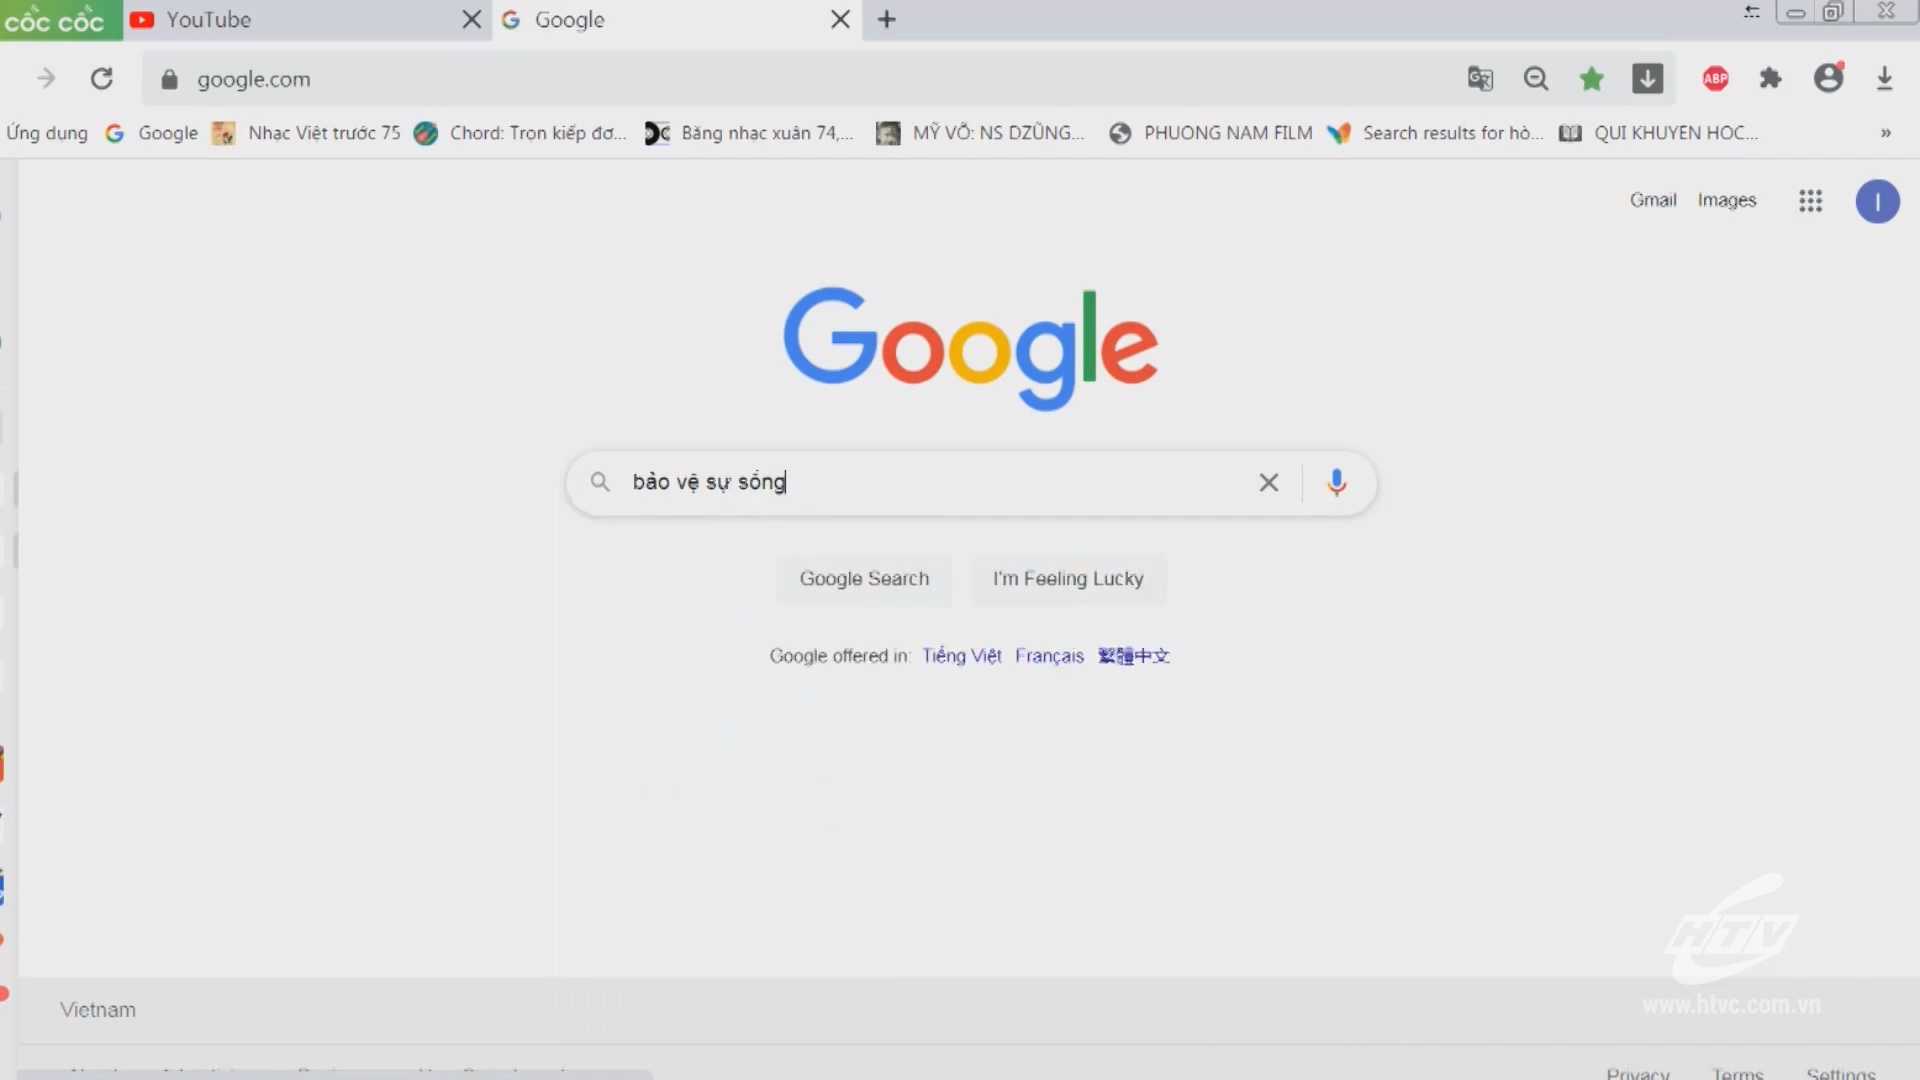 cốc cốc YouTube Google
google.com
Ứng dụng Google Nhạc Việt trước 75 Chord: Trọn kiếp đơ... Băng nhạc xuân 74,... MỸ VÕ: NS DZŨNG... PHUONG NAM FILM Search results for hò... QUI KHUYEN HOC... »
ABP
Gmail Images I
Google
bảo vệ sự sống
Google Search I'm Feeling Lucky
Google offered in: Tiếng Việt Français 繁體中文
HTV
www.htvc.com.vn
Vietnam
Privacy Terms Settings